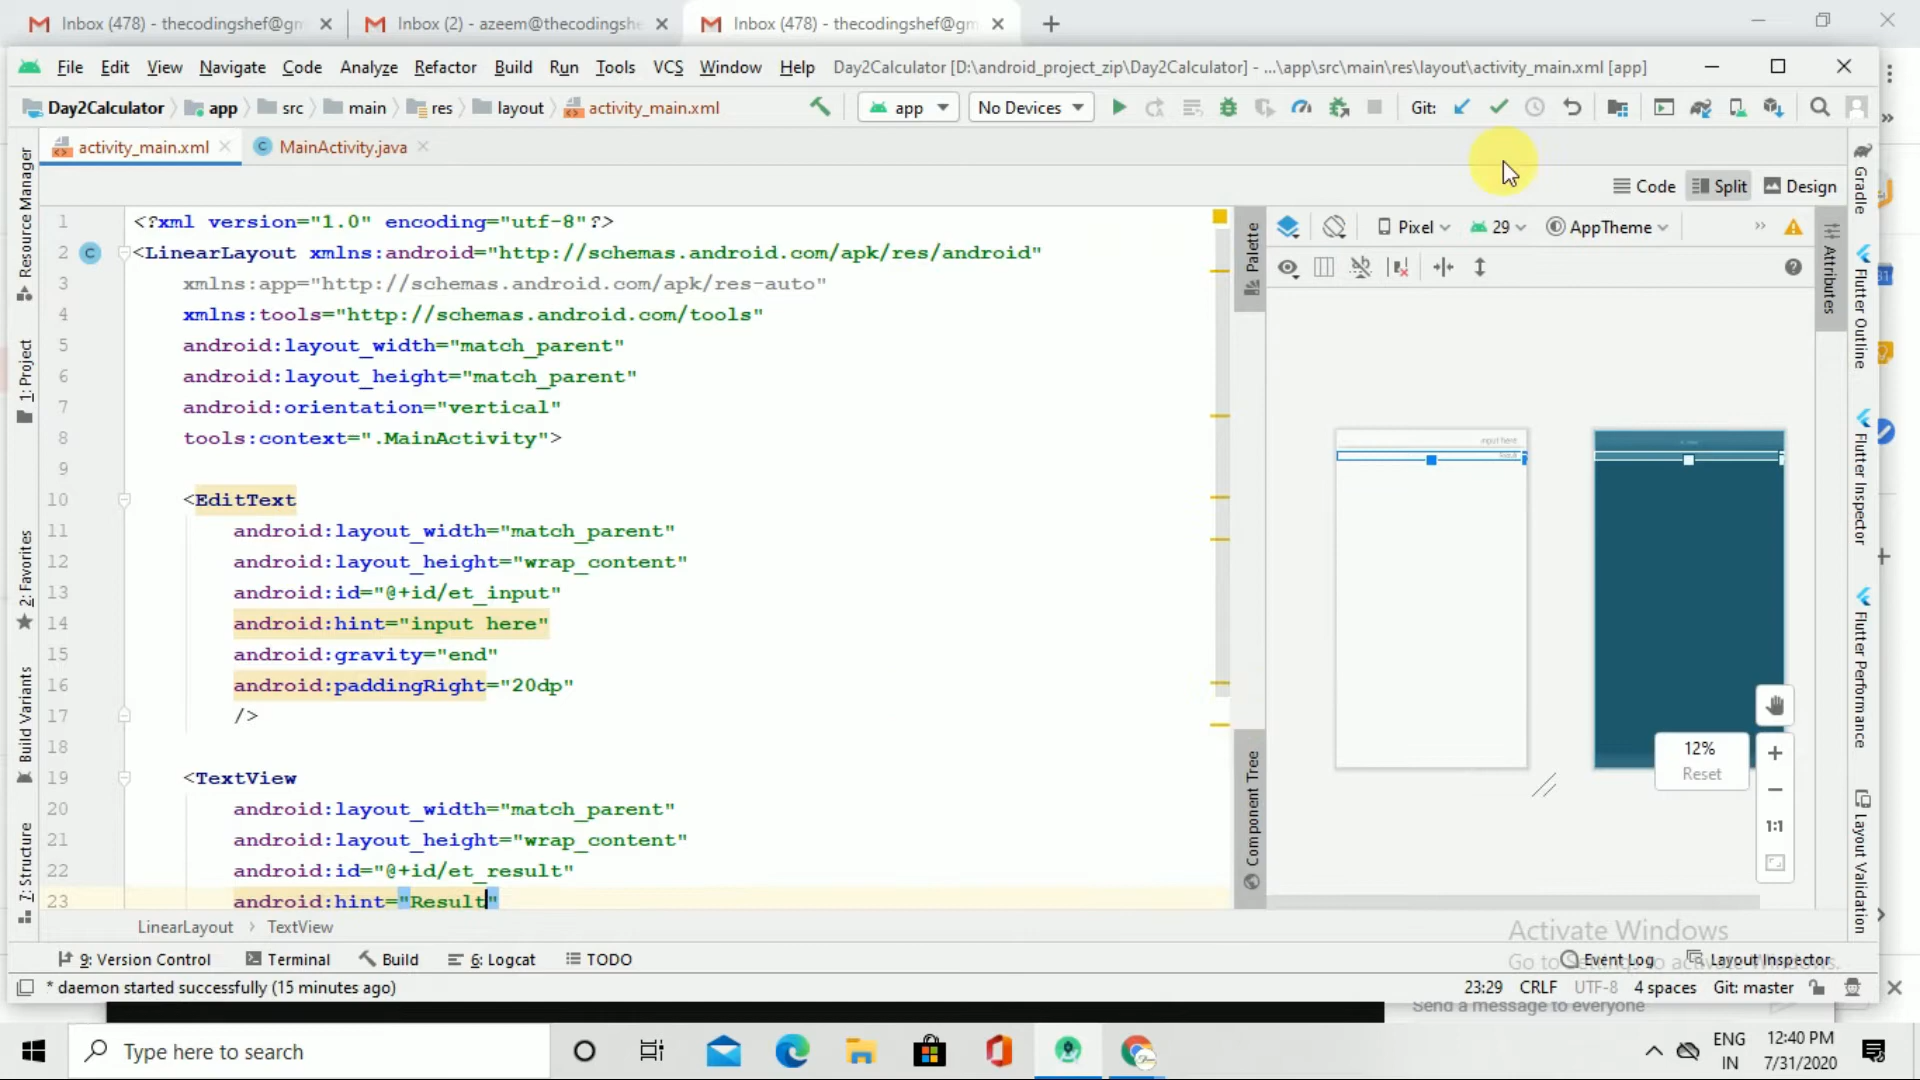 Inbox (478) - thecodingshef@gm
Inbox (2) - azeem@thecodingshe
Inbox (478) - thecodingshef@gm
File Edit View Navigate Code Analyze Refactor Build Run Tools VCS Window Help Day2Calculator [D:\android_project_zip\Day2Calculator] - ...\app\src\main\res\layout\activity_main.xml [app]
Day2Calculator app src main res layout activity_main.xml app No Devices Git:
activity_main.xml MainActivity.java
Code Split Design
Pixel 29 AppTheme
1 <?xml version="1.0" encoding="utf-8"?>
2 <LinearLayout xmlns:android="http://schemas.android.com/apk/res/android"
3 xmlns:app="http://schemas.android.com/apk/res-auto"
4 xmlns:tools="http://schemas.android.com/tools"
5 android:layout_width="match_parent"
6 android:layout_height="match_parent"
7 android:orientation="vertical"
8 tools:context=".MainActivity">
9
10 <EditText
11 android:layout_width="match_parent"
12 android:layout_height="wrap_content"
13 android:id="@+id/et_input"
14 android:hint="input here"
15 android:gravity="end"
16 android:paddingRight="20dp"
17 />
18
19 <TextView
20 android:layout_width="match_parent"
21 android:layout_height="wrap_content"
22 android:id="@+id/et_result"
23 android:hint="Result"
Resource Manager
1: Project
2: Favorites
Build Variants
7: Structure
Palette
Component Tree
input here
Result
12%
Reset
1:1
Attributes
Gradle
Flutter Outline
Flutter Inspector
Flutter Performance
Layout Validation
31
LinearLayout TextView
Activate Windows
Go to Settings to activate Windows.
9: Version Control Terminal Build 6: Logcat TODO Event Log Layout Inspector
* daemon started successfully (15 minutes ago) 23:29 CRLF UTF-8 4 spaces Git: master
Send a message to everyone
Type here to search
ENG
IN
12:40 PM
7/31/2020